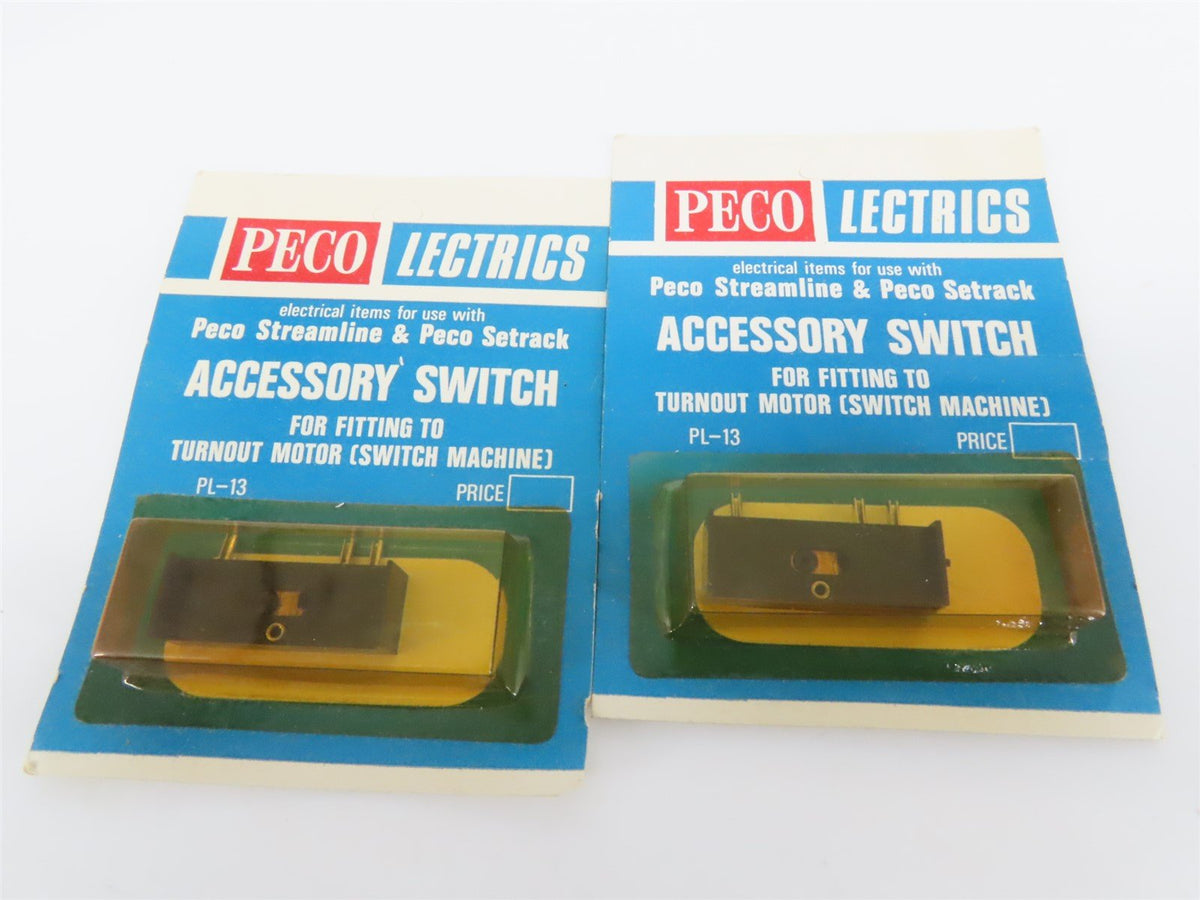 PECO LECTRICS
electrical items for use with
Peco Streamline & Peco Setrack
ACCESSORY SWITCH
FOR FITTING TO
TURNOUT MOTOR (SWITCH MACHINE)
PL-13 PRICE
PECO LECTRICS
electrical items for use with
Peco Streamline & Peco Setrack
ACCESSORY SWITCH
FOR FITTING TO
TURNOUT MOTOR (SWITCH MACHINE)
PL-13 PRICE